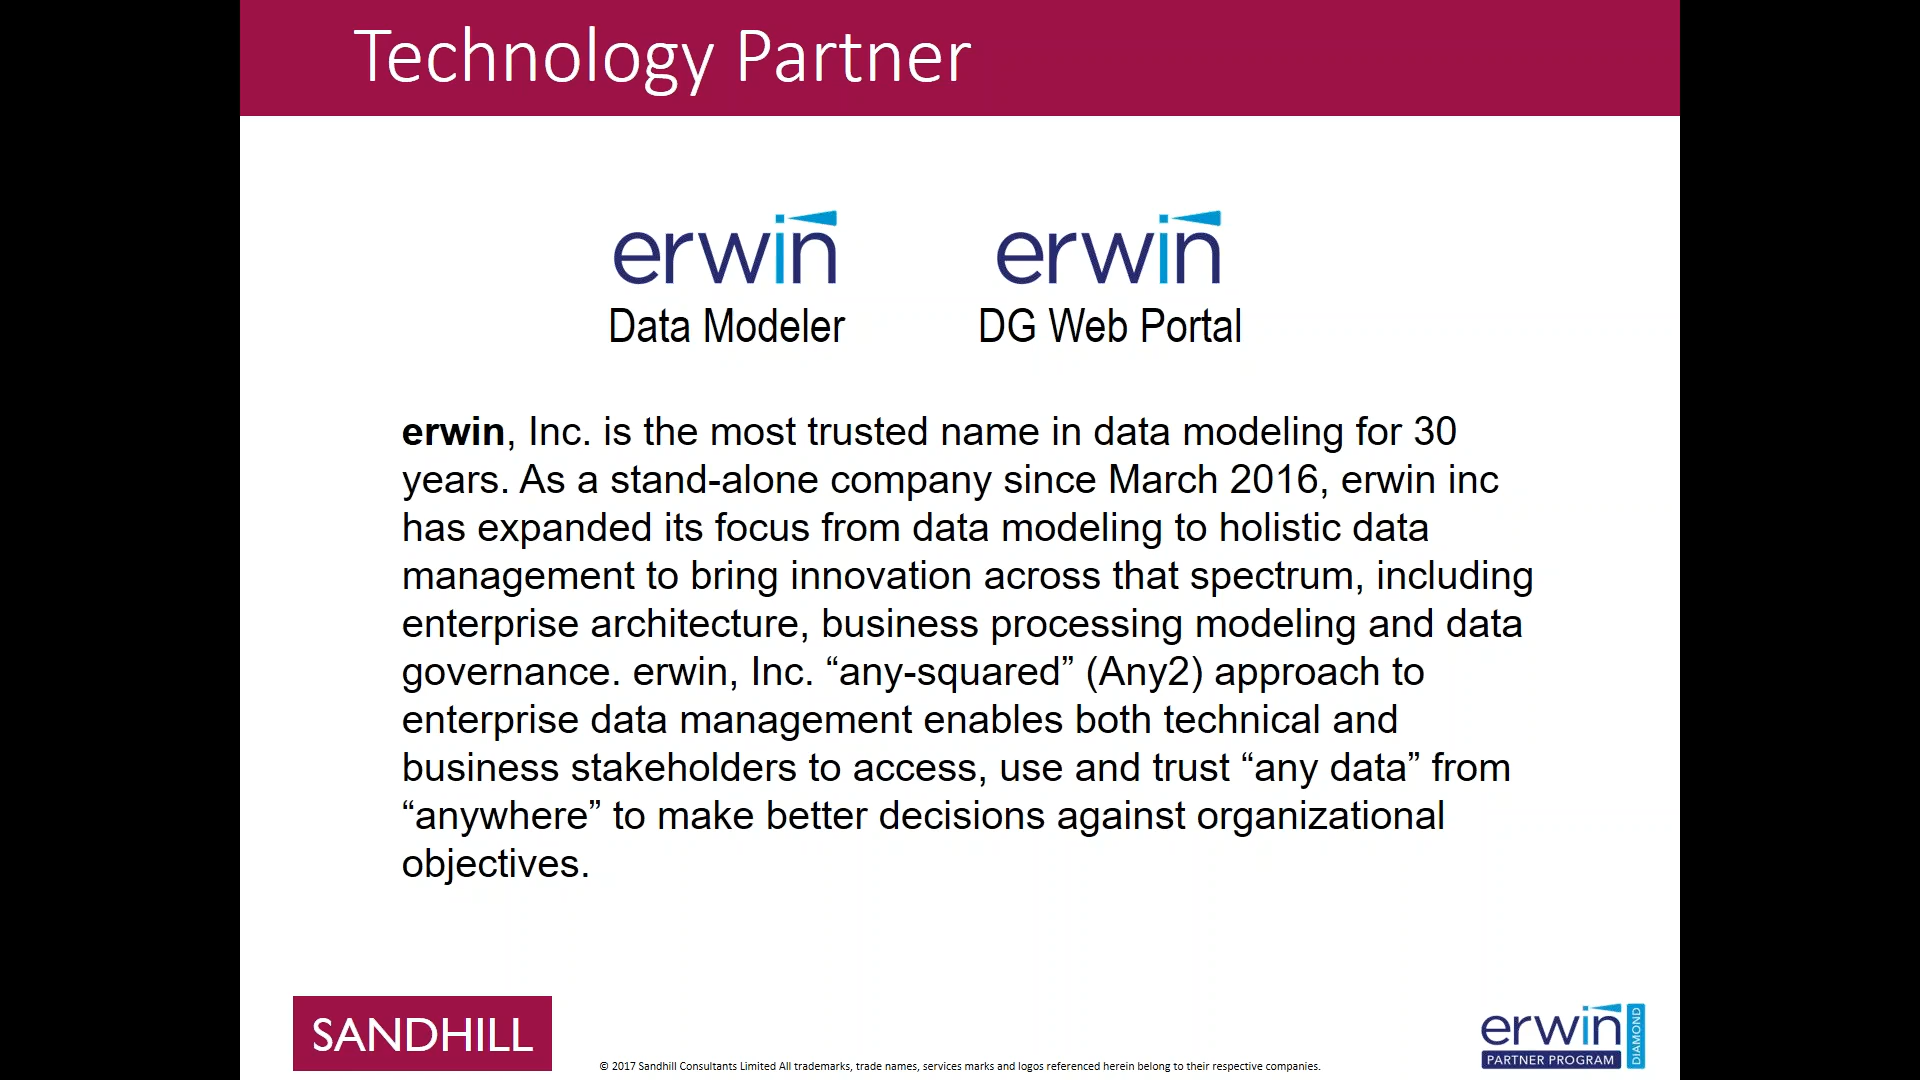 Technology Partner
erwin erwin
Data Modeler DG Web Portal
erwin, Inc. is the most trusted name in data modeling for 30
years. As a stand-alone company since March 2016, erwin inc
has expanded its focus from data modeling to holistic data
management to bring innovation across that spectrum, including
enterprise architecture, business processing modeling and data
governance. erwin, Inc. “any-squared” (Any2) approach to
enterprise data management enables both technical and
business stakeholders to access, use and trust “any data” from
“anywhere” to make better decisions against organizational
objectives.
SANDHILL
© 2017 Sandhill Consultants Limited All trademarks, trade names, services marks and logos referenced herein belong to their respective companies.
erwin
PARTNER PROGRAM
DIAMOND